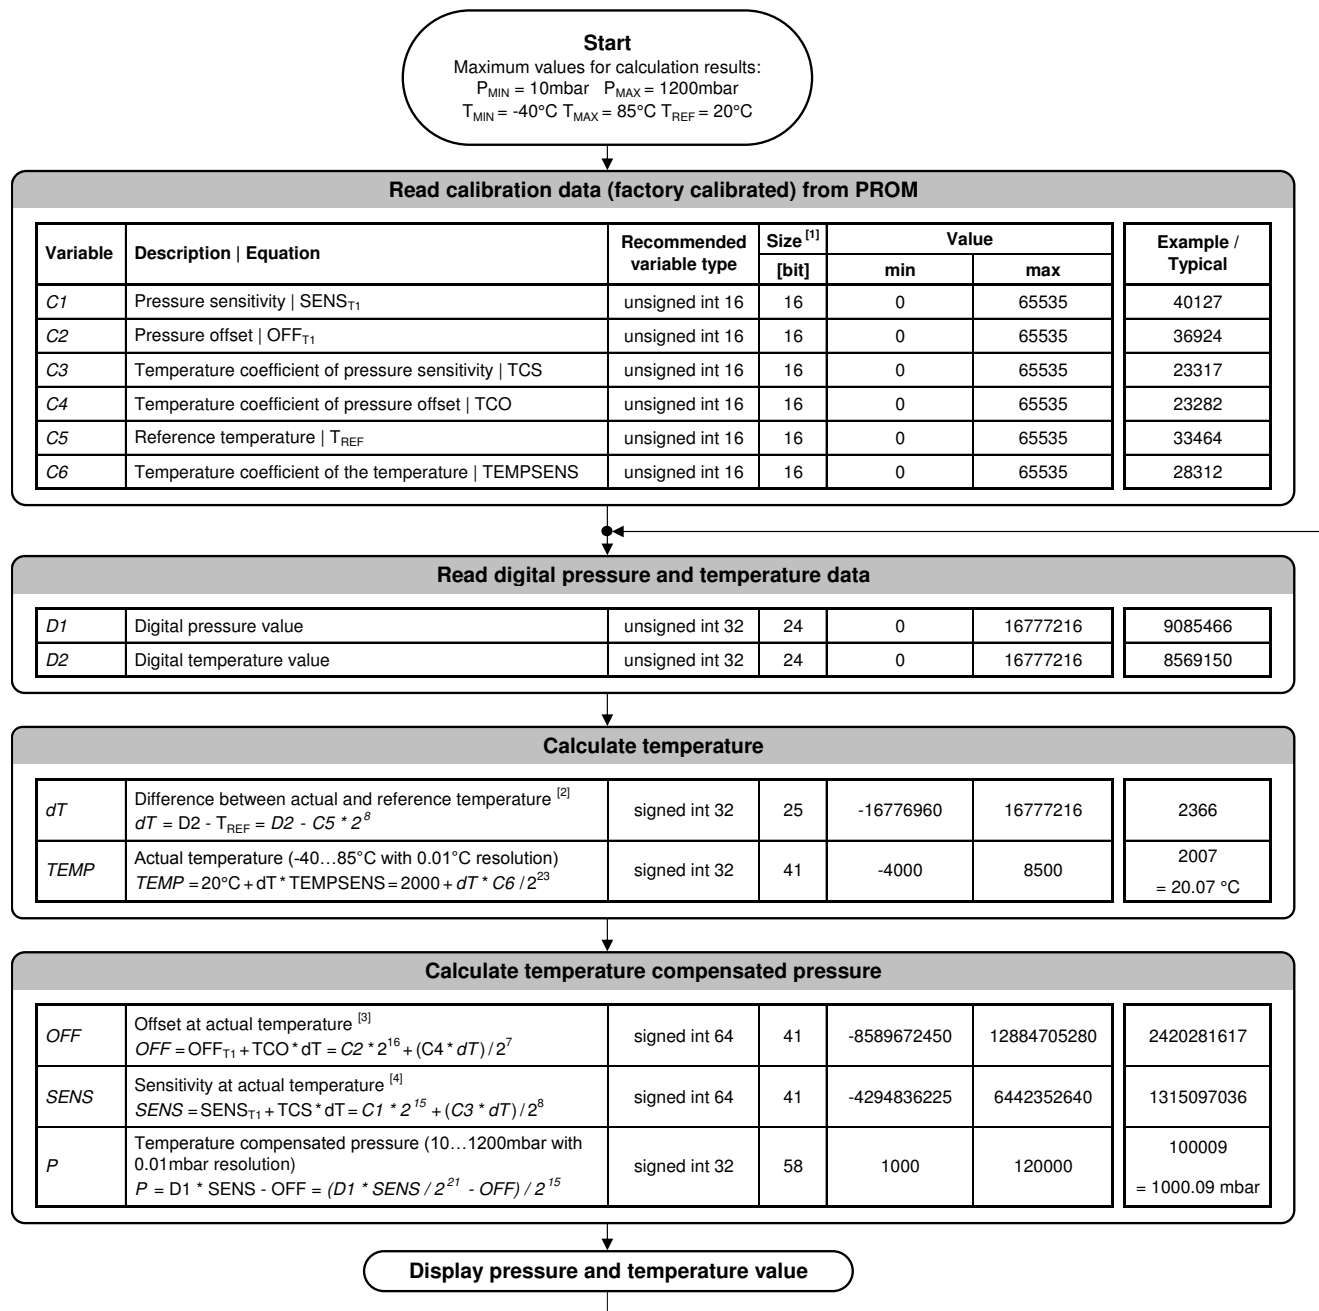 Start
Maximum values for calculation results:
PMIN = 10mbar PMAX = 1200mbar
TMIN = -40°C TMAX = 85°C TREF = 20°C
Read calibration data (factory calibrated) from PROM
Variable Description | Equation Recommended variable type Size [1] [bit] Value min max Example / Typical
C1 Pressure sensitivity | SENST1 unsigned int 16 16 0 65535 40127
C2 Pressure offset | OFFT1 unsigned int 16 16 0 65535 36924
C3 Temperature coefficient of pressure sensitivity | TCS unsigned int 16 16 0 65535 23317
C4 Temperature coefficient of pressure offset | TCO unsigned int 16 16 0 65535 23282
C5 Reference temperature | TREF unsigned int 16 16 0 65535 33464
C6 Temperature coefficient of the temperature | TEMPSENS unsigned int 16 16 0 65535 28312
Read digital pressure and temperature data
D1 Digital pressure value unsigned int 32 24 0 16777216 9085466
D2 Digital temperature value unsigned int 32 24 0 16777216 8569150
Calculate temperature
dT Difference between actual and reference temperature [2]
dT = D2 - TREF = D2 - C5 * 2^8 signed int 32 25 -16776960 16777216 2366
TEMP Actual temperature (-40…85°C with 0.01°C resolution)
TEMP = 20°C + dT * TEMPSENS = 2000 + dT * C6 / 2^23 signed int 32 41 -4000 8500 2007
= 20.07 °C
Calculate temperature compensated pressure
OFF Offset at actual temperature [3]
OFF = OFFT1 + TCO * dT = C2 * 2^16 + (C4 * dT) / 2^7 signed int 64 41 -8589672450 12884705280 2420281617
SENS Sensitivity at actual temperature [4]
SENS = SENST1 + TCS * dT = C1 * 2^15 + (C3 * dT) / 2^8 signed int 64 41 -4294836225 6442352640 1315097036
P Temperature compensated pressure (10…1200mbar with
0.01mbar resolution)
P = D1 * SENS - OFF = (D1 * SENS / 2^21 - OFF) / 2^15 signed int 32 58 1000 120000 100009
= 1000.09 mbar
Display pressure and temperature value